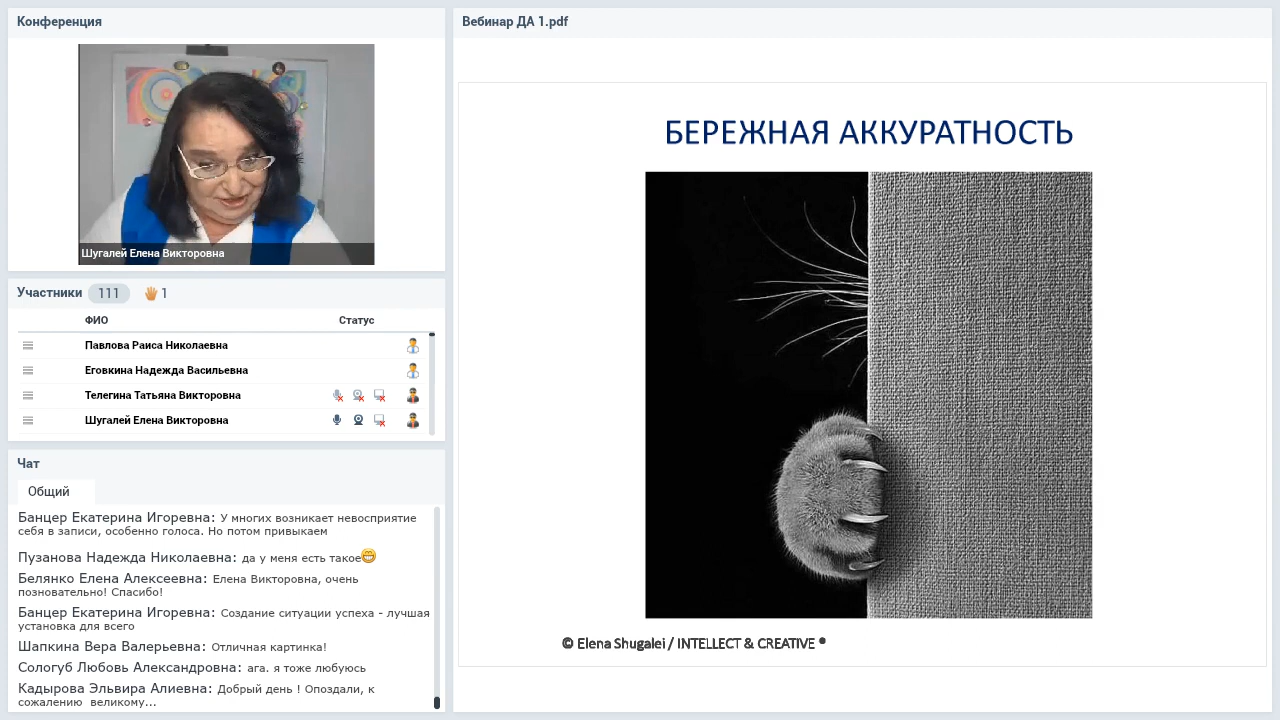 Конференция
Шугалей Елена Викторовна
Участники 111 1
ФИО Статус
Павлова Раиса Николаевна
Еговкина Надежда Васильевна
Телегина Татьяна Викторовна
Шугалей Елена Викторовна
Чат
Общий
Банцер Екатерина Игоревна: У многих возникает невосприятие
себя в записи, особенно голоса. Но потом привыкаем
Пузанова Надежда Николаевна: да у меня есть такое
Белянко Елена Алексеевна: Елена Викторовна, очень
позновательно! Спасибо!
Банцер Екатерина Игоревна: Создание ситуации успеха - лучшая
установка для всего
Шапкина Вера Валерьевна: Отличная картинка!
Сологуб Любовь Александровна: ага. я тоже любуюсь
Кадырова Эльвира Алиевна: Добрый день ! Опоздали, к
сожалению великому...
Вебинар ДА 1.pdf
БЕРЕЖНАЯ АККУРАТНОСТЬ
© Elena Shugalei / INTELLECT & CREATIVE ®